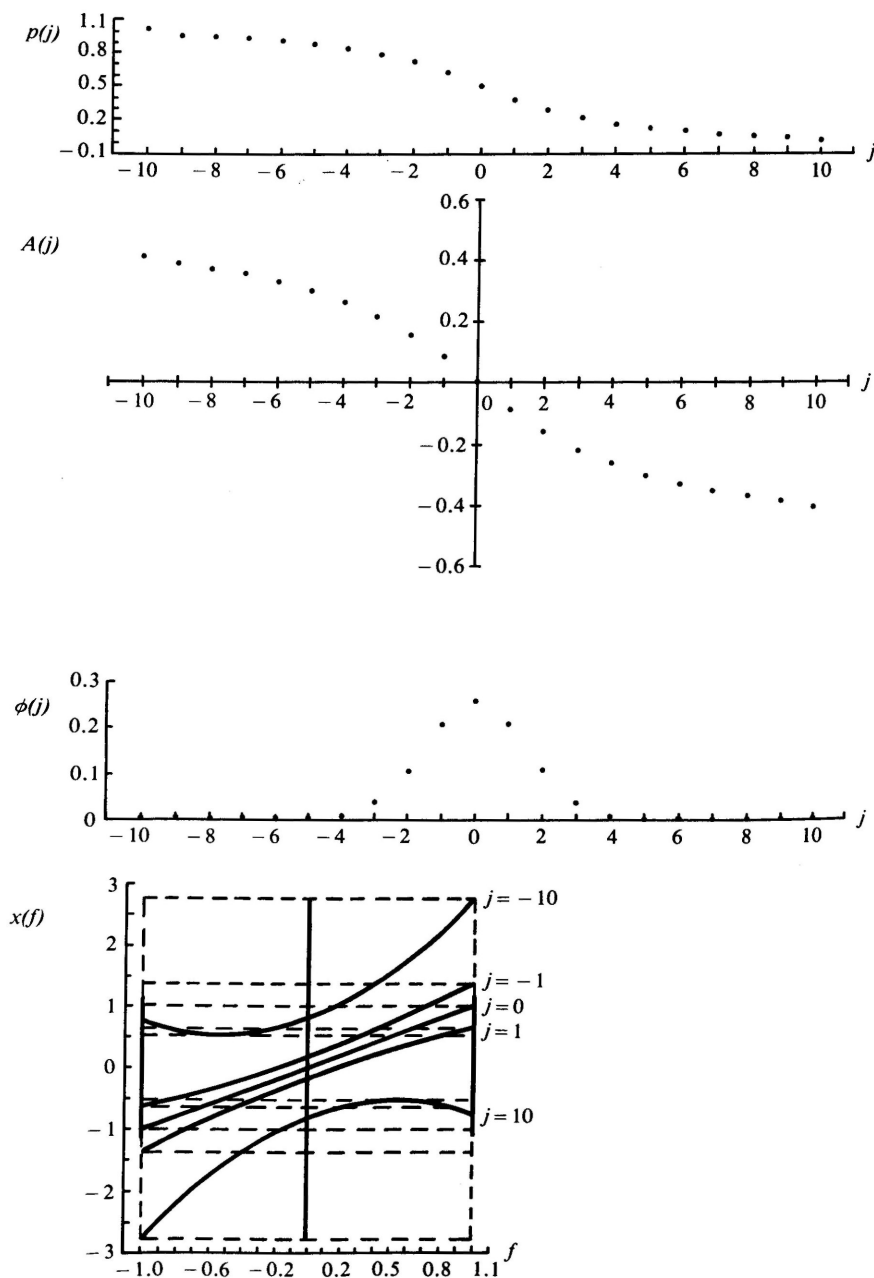 p(j)
1.1
0.8
0.5
0.2
−0.1
−10 −8 −6 −4 −2 0 2 4 6 8 10 j
A(j)
0.6
0.4
0.2
−10 −8 −6 −4 −2 0 2 4 6 8 10 j
−0.2
−0.4
−0.6
φ(j)
0.3
0.2
0.1
0
−10 −8 −6 −4 −2 0 2 4 6 8 10 j
x(f)
3
2
1
0
−1
−2
−3
j = −10
j = −1
j = 0
j = 1
j = 10
−1.0 −0.6 −0.2 0.2 0.5 0.8 1.1 f